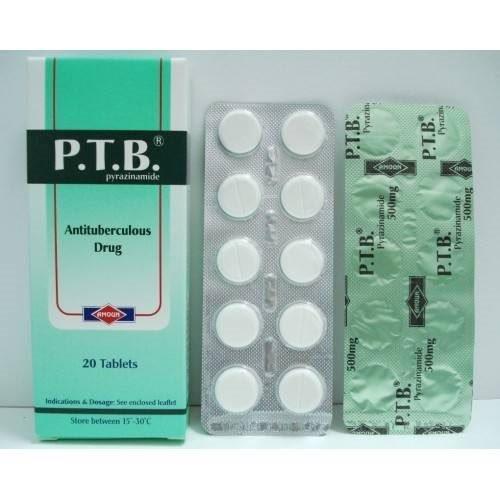 P.T.B.®
pyrazinamide
Antituberculous
Drug
AMOUN
20 Tablets
Indications & Dosage: See enclosed leaflet
Store between 15°-30°C
P.T.B.®
Pyrazinamide
500mg
AMOUN
P.T.B.®
Pyrazinamide
500mg
AMOUN
P.T.B.
500mg